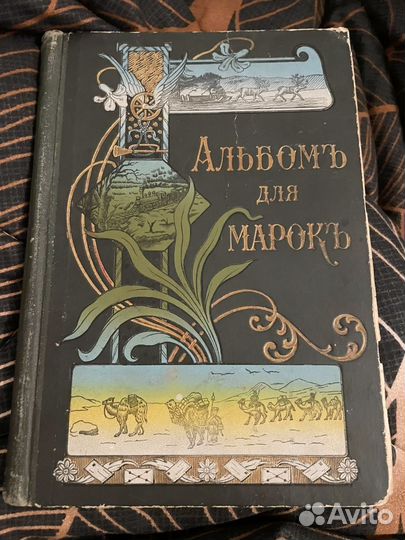 Альбомъ
для
марокъ
Avito